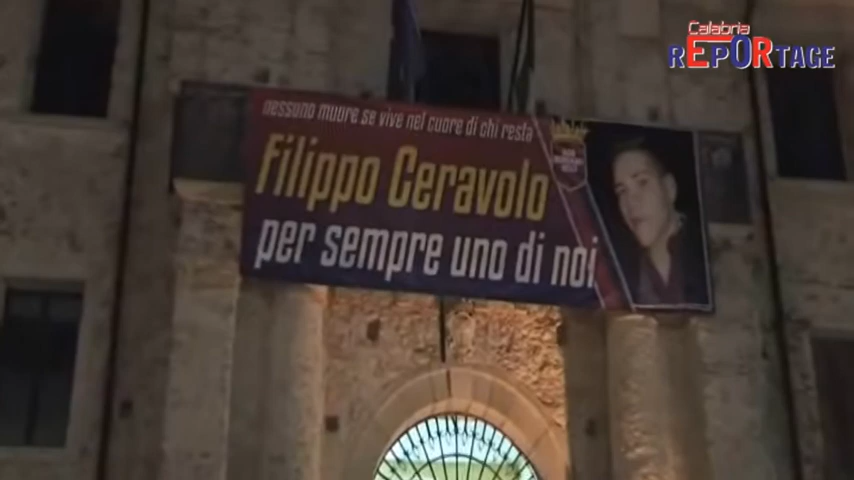 Calabria
REPORTAGE
nessuno muore se vive nel cuore di chi resta
Filippo Ceravolo
per sempre uno di noi